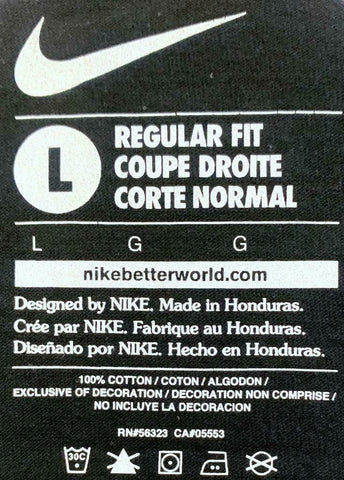 L
REGULAR FIT
COUPE DROITE
CORTE NORMAL
L G G
nikebetterworld.com
Designed by NIKE. Made in Honduras.
Crée par NIKE. Fabrique au Honduras.
Diseñado por NIKE. Hecho en Honduras.
100% COTTON / COTON / ALGODON /
EXCLUSIVE OF DECORATION / DECORATION NON COMPRISE /
NO INCLUYE LA DECORACION
RN#56323 CA#05553
30C